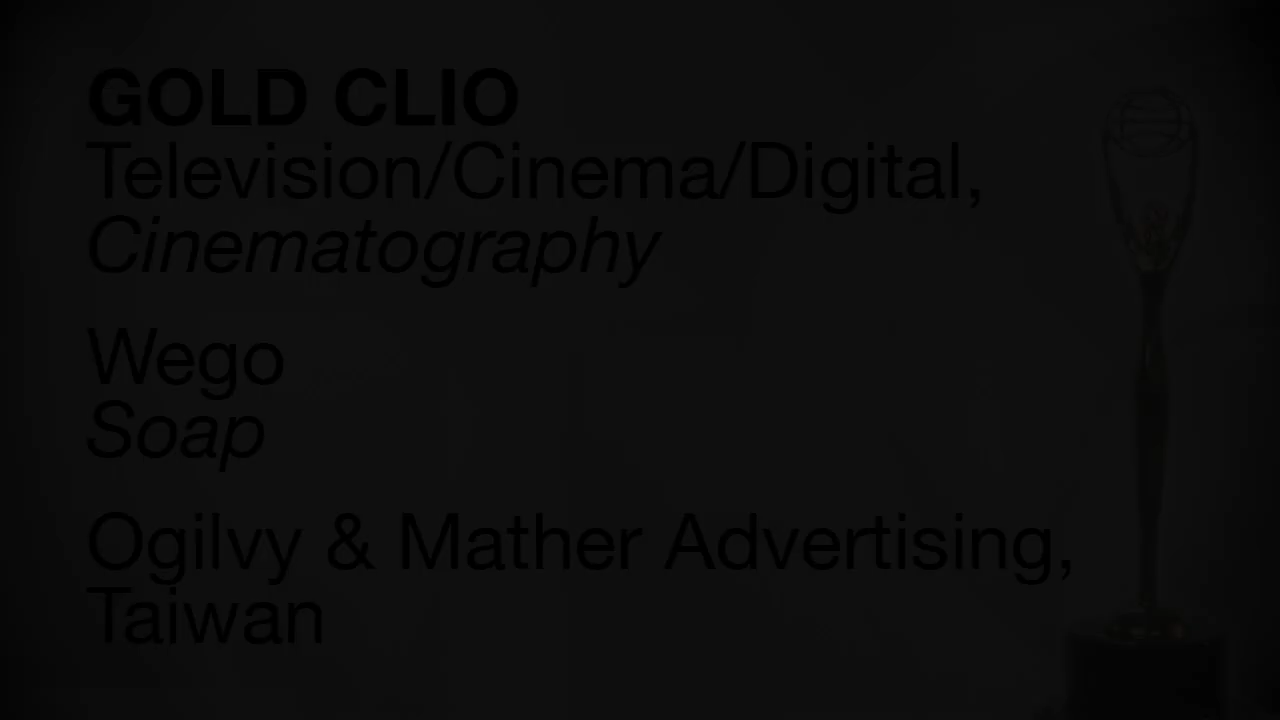 GOLD CLIO
Television/Cinema/Digital,
Cinematography
Wego
Soap
Ogilvy & Mather Advertising,
Taiwan